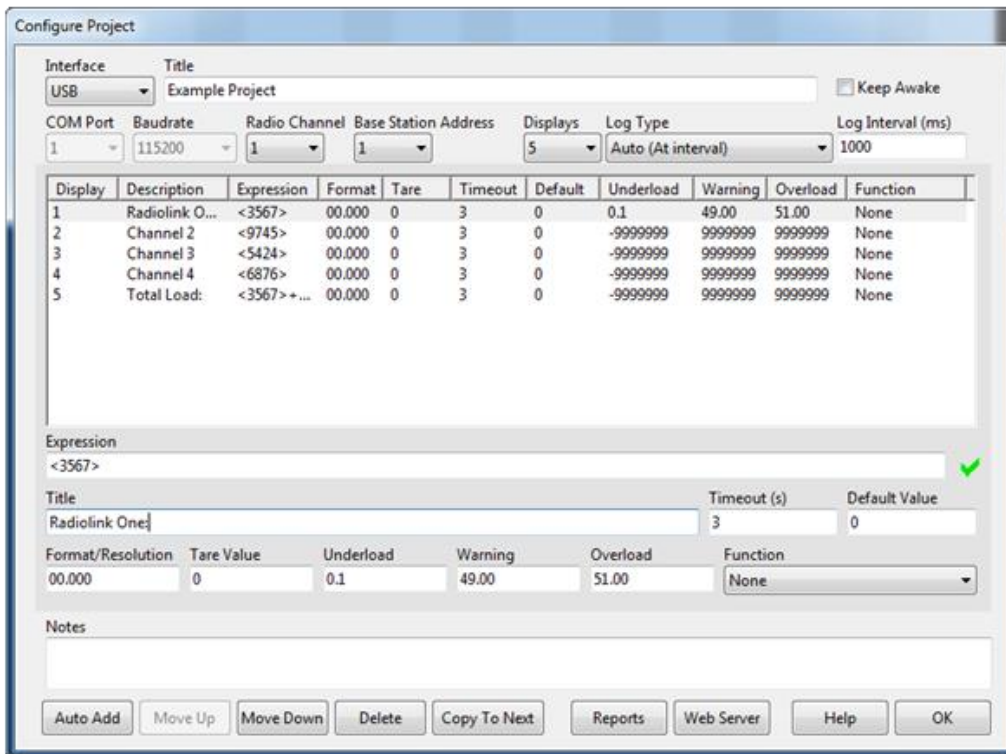 Configure Project
Interface Title
USB Example Project Keep Awake
COM Port Baudrate Radio Channel Base Station Address Displays Log Type Log Interval (ms)
1 115200 1 1 5 Auto (At interval) 1000
Display Description Expression Format Tare Timeout Default Underload Warning Overload Function
1 Radiolink O... <3567> 00.000 0 3 0 0.1 49.00 51.00 None
2 Channel 2 <9745> 00.000 0 3 0 -9999999 9999999 9999999 None
3 Channel 3 <5424> 00.000 0 3 0 -9999999 9999999 9999999 None
4 Channel 4 <6876> 00.000 0 3 0 -9999999 9999999 9999999 None
5 Total Load: <3567>+... 00.000 0 3 0 -9999999 9999999 9999999 None
Expression
<3567>
Title Timeout (s) Default Value
Radiolink One: 3 0
Format/Resolution Tare Value Underload Warning Overload Function
00.000 0 0.1 49.00 51.00 None
Notes
Auto Add Move Up Move Down Delete Copy To Next Reports Web Server Help OK